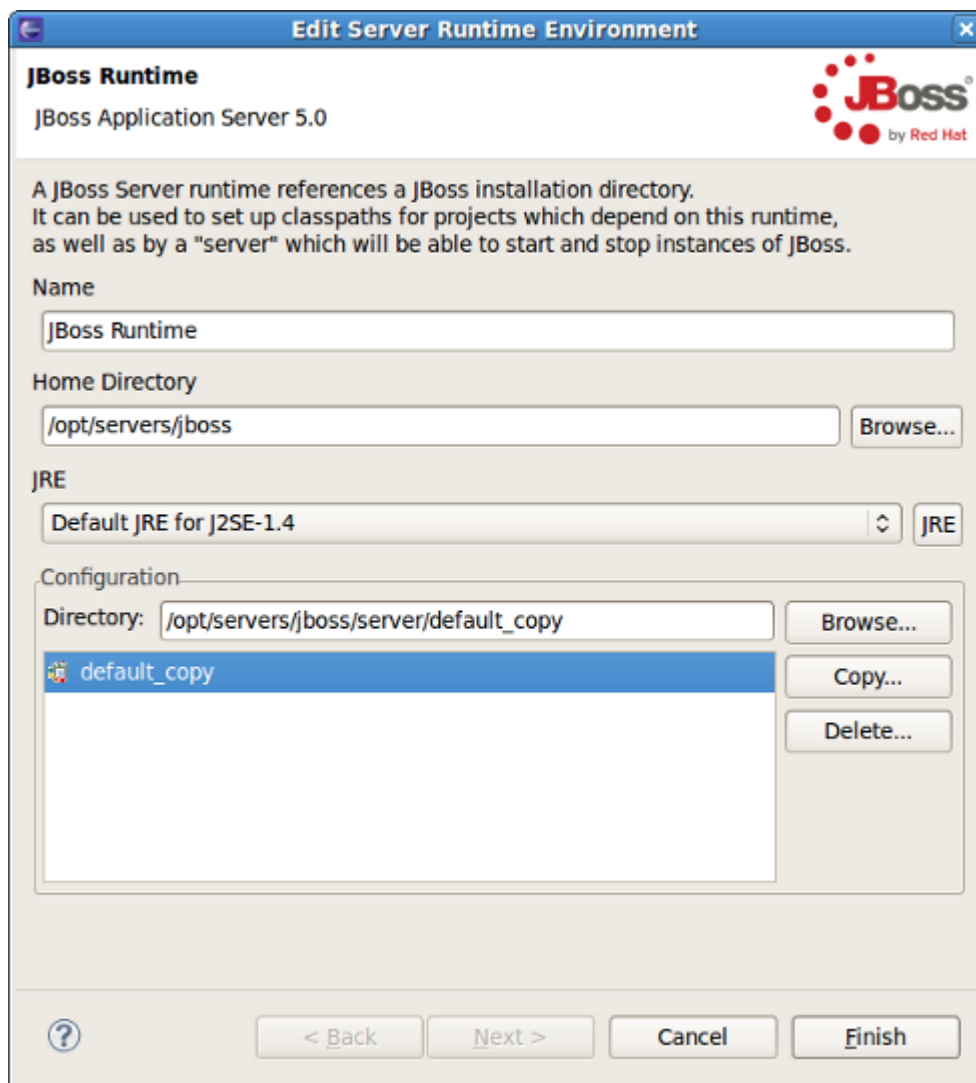 Edit Server Runtime Environment
JBoss Runtime
JBoss Application Server 5.0
JBoss®
by Red Hat
A JBoss Server runtime references a JBoss installation directory.
It can be used to set up classpaths for projects which depend on this runtime,
as well as by a "server" which will be able to start and stop instances of JBoss.
Name
JBoss Runtime
Home Directory
/opt/servers/jboss Browse...
JRE
Default JRE for J2SE-1.4 JRE
Configuration
Directory: /opt/servers/jboss/server/default_copy Browse...
default_copy Copy...
Delete...
? < Back Next > Cancel Finish